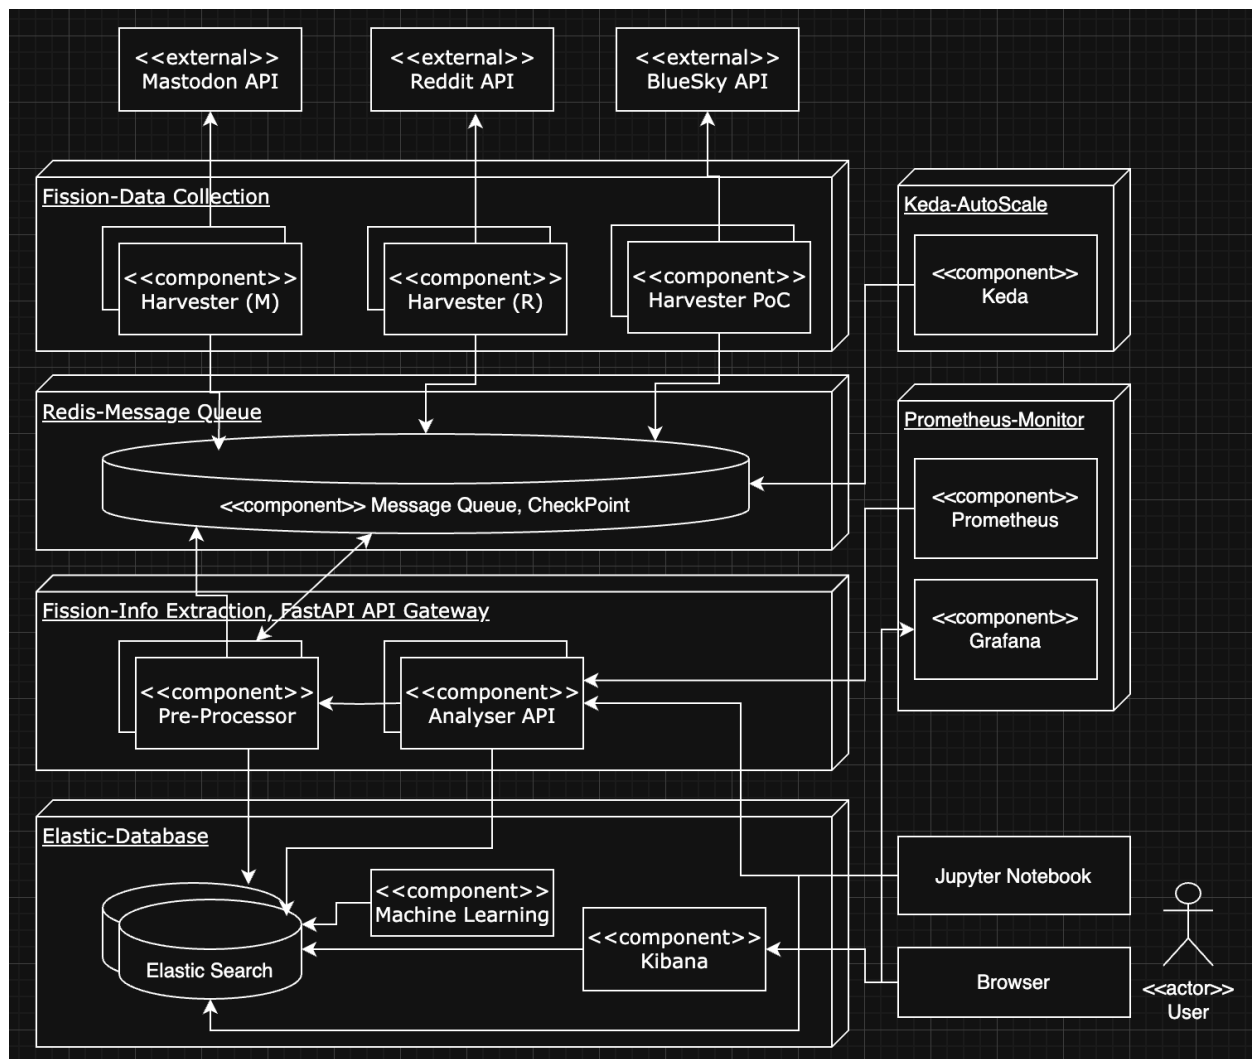 <<external>>
Mastodon API
<<external>>
Reddit API
<<external>>
BlueSky API
Fission-Data Collection
<<component>>
Harvester (M)
<<component>>
Harvester (R)
<<component>>
Harvester PoC
Keda-AutoScale
<<component>>
Keda
Redis-Message Queue
<<component>> Message Queue, CheckPoint
Prometheus-Monitor
<<component>>
Prometheus
<<component>>
Grafana
Fission-Info Extraction, FastAPI API Gateway
<<component>>
Pre-Processor
<<component>>
Analyser API
Elastic-Database
Elastic Search
<<component>>
Machine Learning
<<component>>
Kibana
Jupyter Notebook
Browser
<<actor>>
User